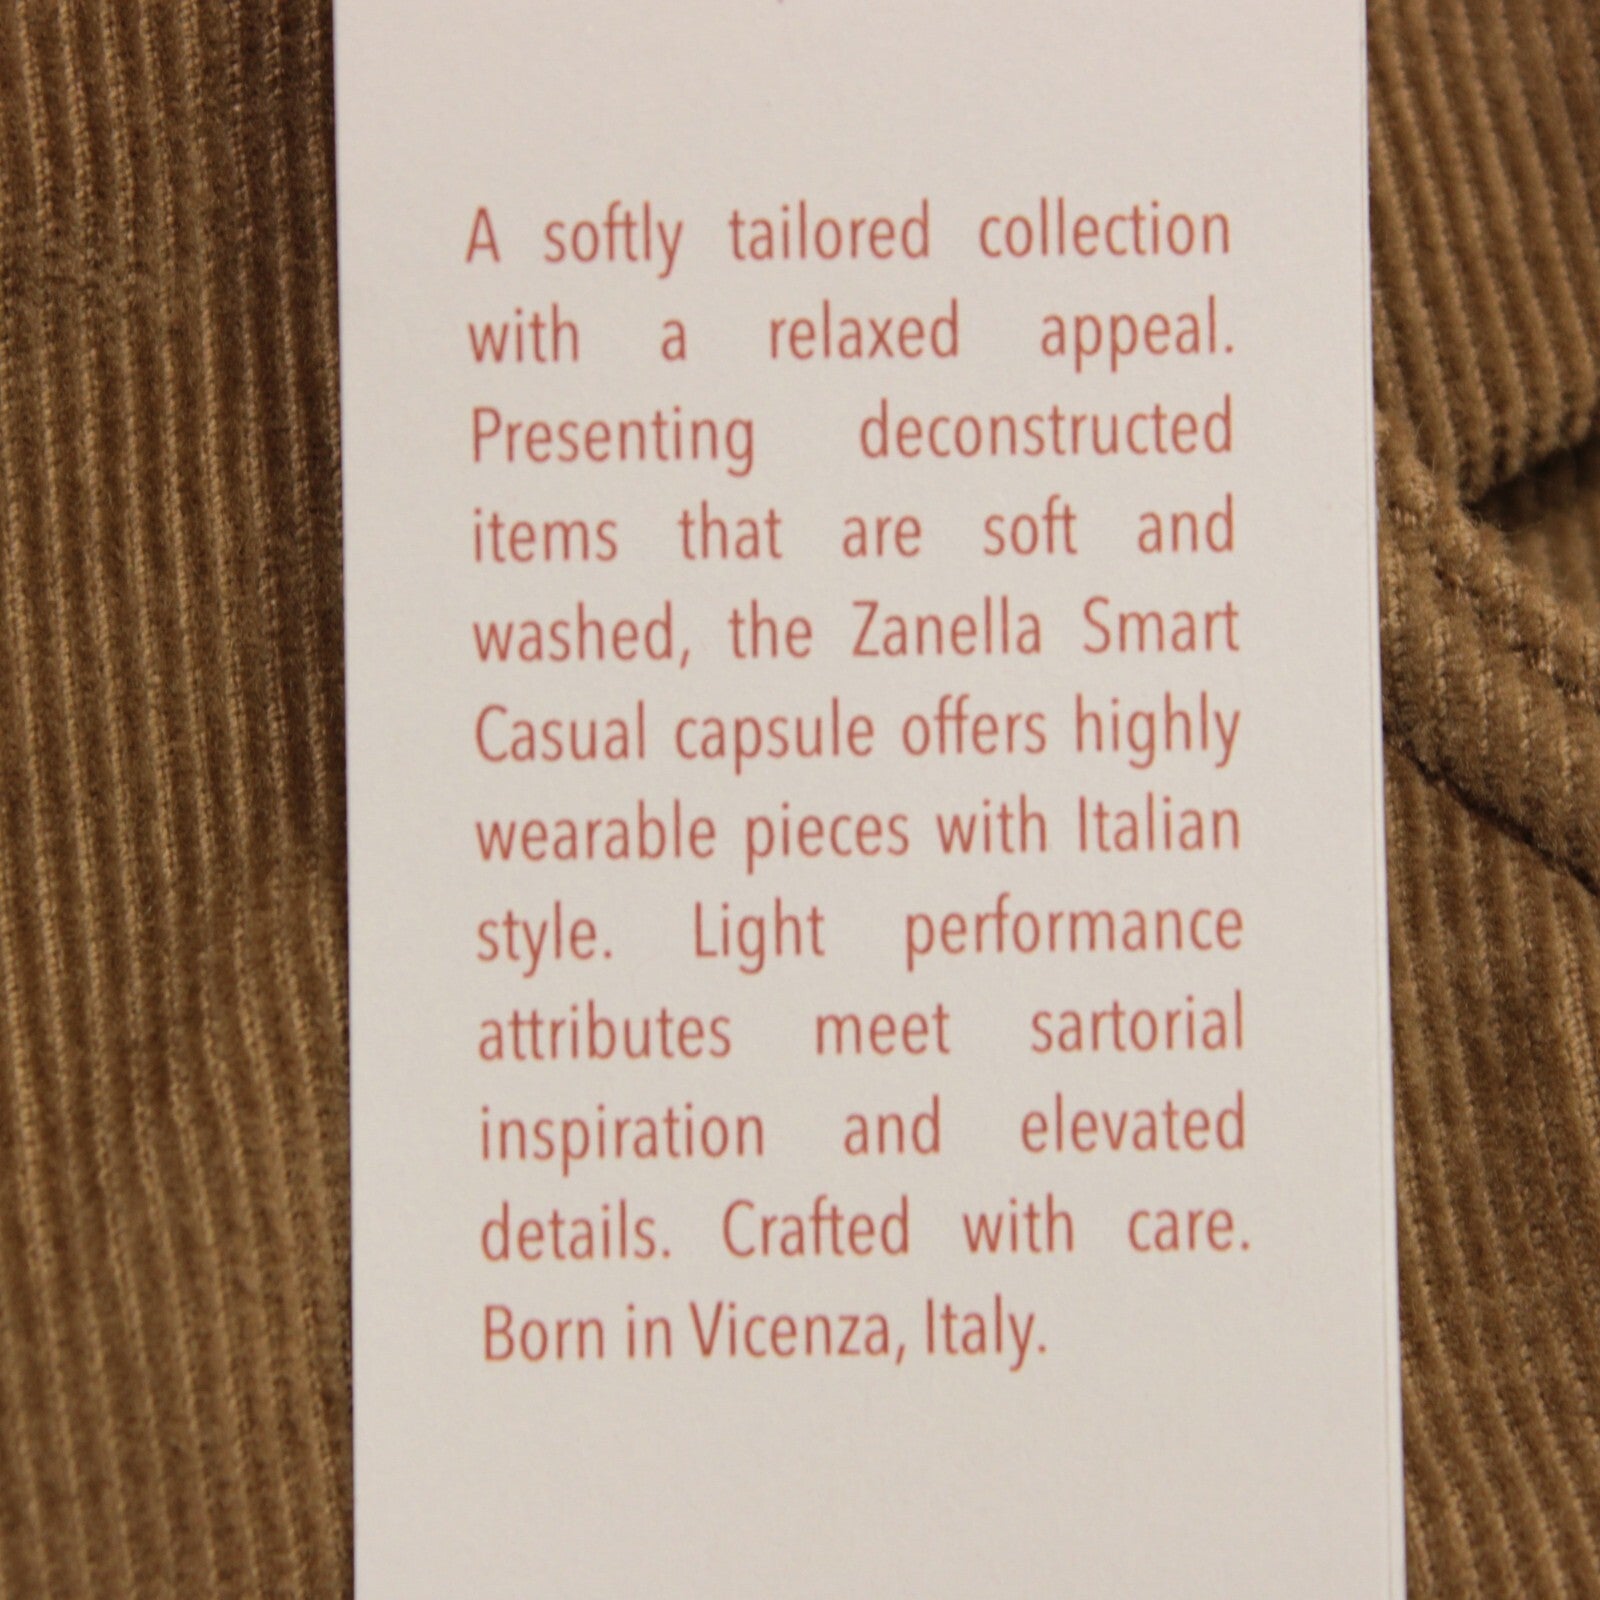 A softly tailored collection
with a relaxed appeal.
Presenting deconstructed
items that are soft and
washed, the Zanella Smart
Casual capsule offers highly
wearable pieces with Italian
style. Light performance
attributes meet sartorial
inspiration and elevated
details. Crafted with care.
Born in Vicenza, Italy.